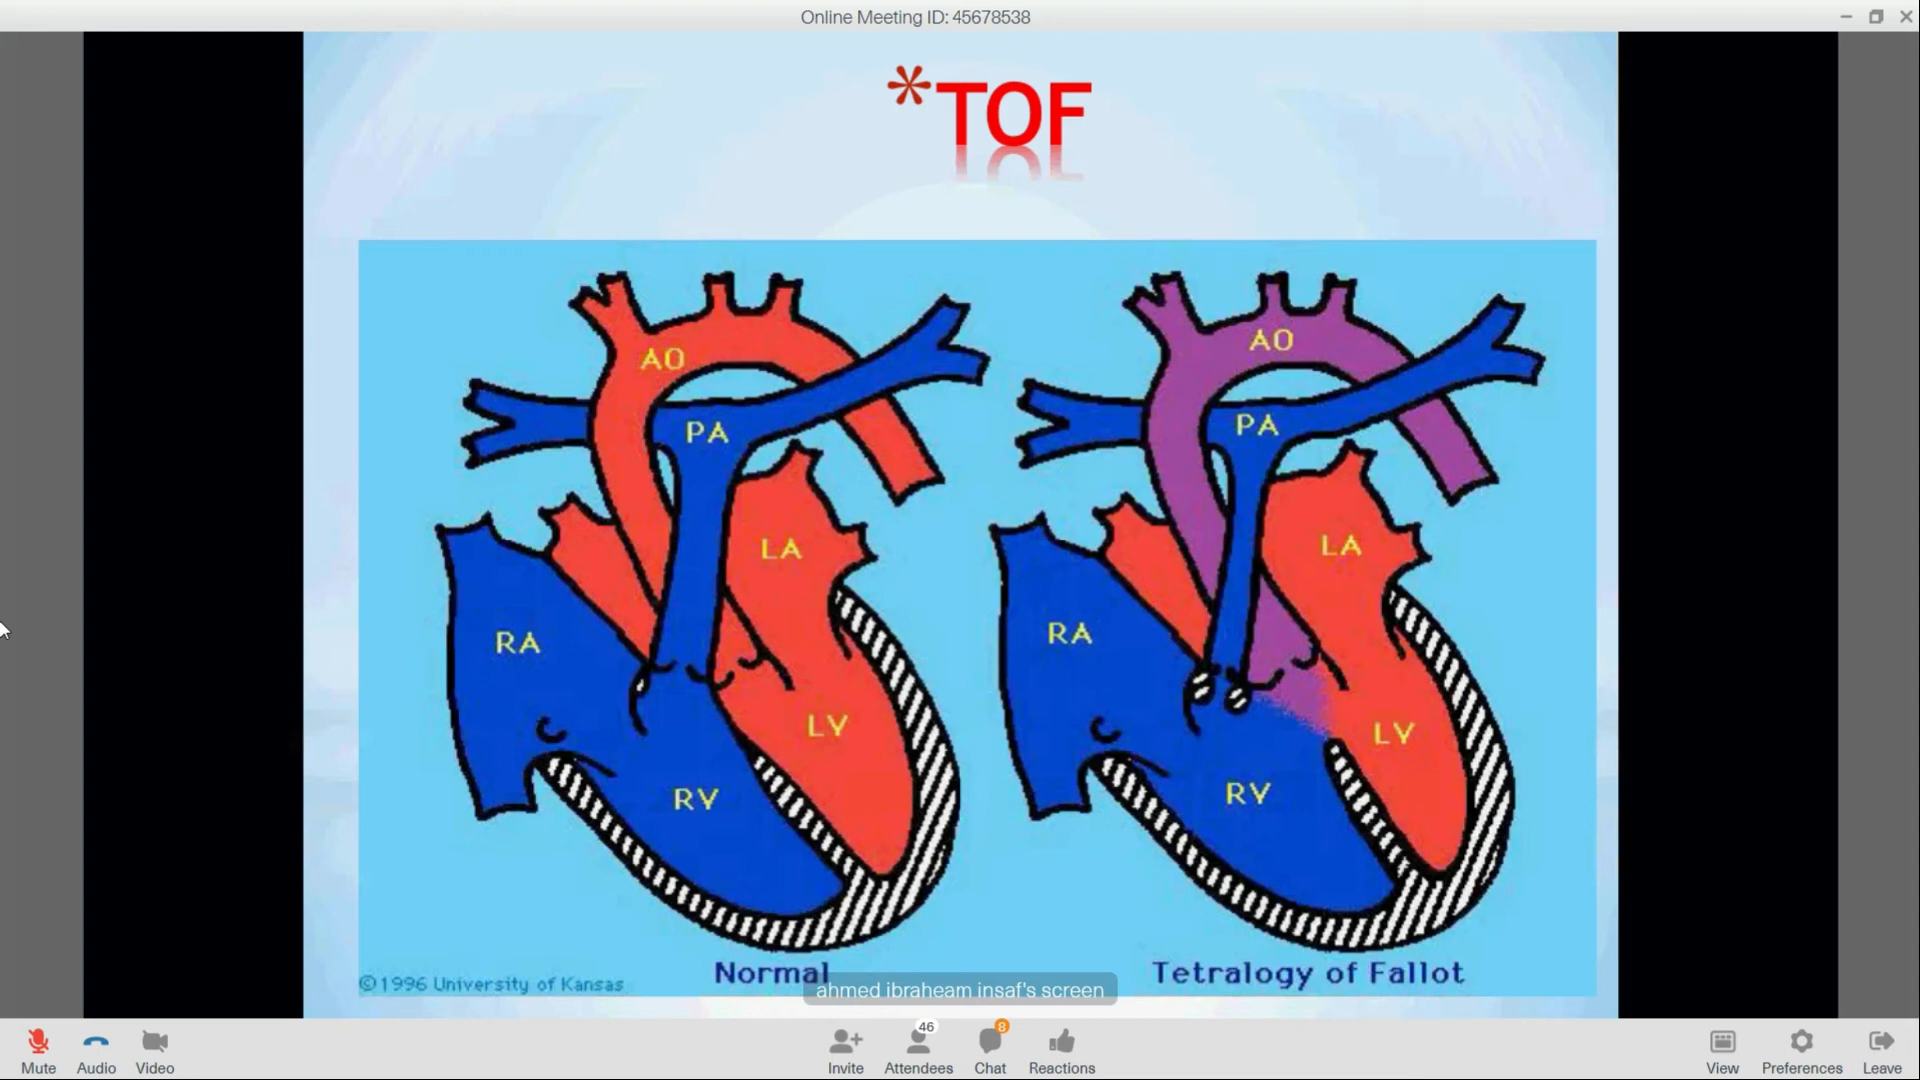 Online Meeting ID: 45678538
*TOF
AO
PA
LA
RA
LV
RV
AO
PA
LA
RA
LV
RV
Normal
Tetralogy of Fallot
©1996 University of Kansas
ahmed ibraheam insaf's screen
46
8
Mute
Audio
Video
Invite
Attendees
Chat
Reactions
View
Preferences
Leave